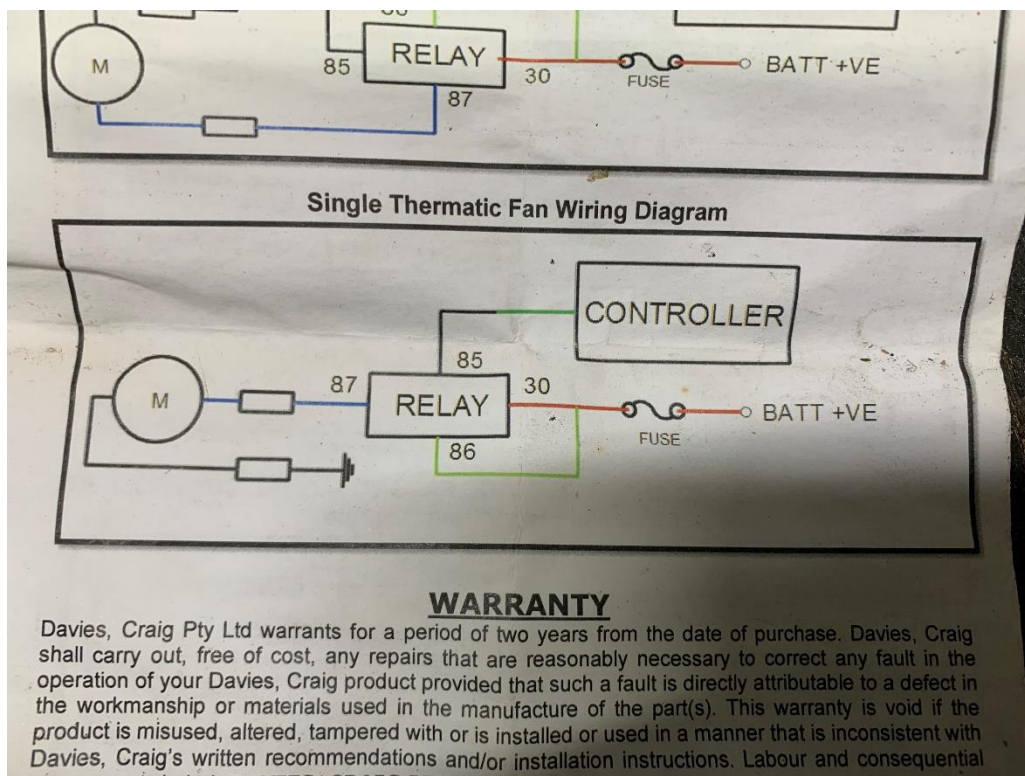 RELAY
M
85
30
87
FUSE
BATT +VE
Single Thermatic Fan Wiring Diagram
CONTROLLER
85
87
30
M
RELAY
BATT +VE
FUSE
86
WARRANTY
Davies, Craig Pty Ltd warrants for a period of two years from the date of purchase. Davies, Craig
shall carry out, free of cost, any repairs that are reasonably necessary to correct any fault in the
operation of your Davies, Craig product provided that such a fault is directly attributable to a defect in
the workmanship or materials used in the manufacture of the part(s). This warranty is void if the
product is misused, altered, tampered with or is installed or used in a manner that is inconsistent with
Davies, Craig's written recommendations and/or installation instructions. Labour and consequential